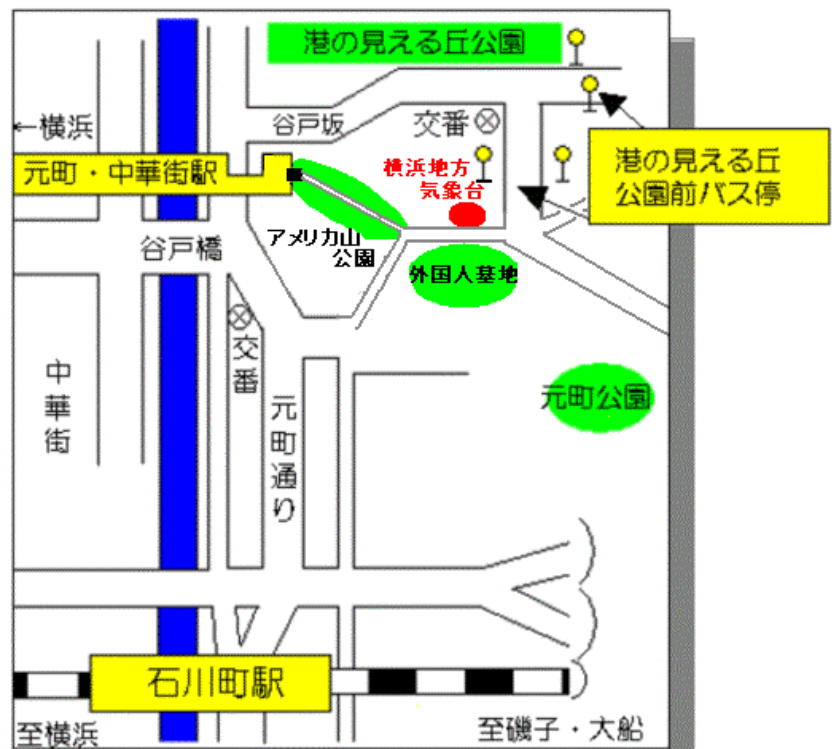 港の見える丘公園
谷戸坂
交番
←横浜
元町・中華街駅
横浜地方
気象台
港の見える丘
公園前バス停
アメリカ山
公園
谷戸橋
外国人墓地
交番
中華街
元町通り
元町公園
石川町駅
至横浜
至磯子・大船